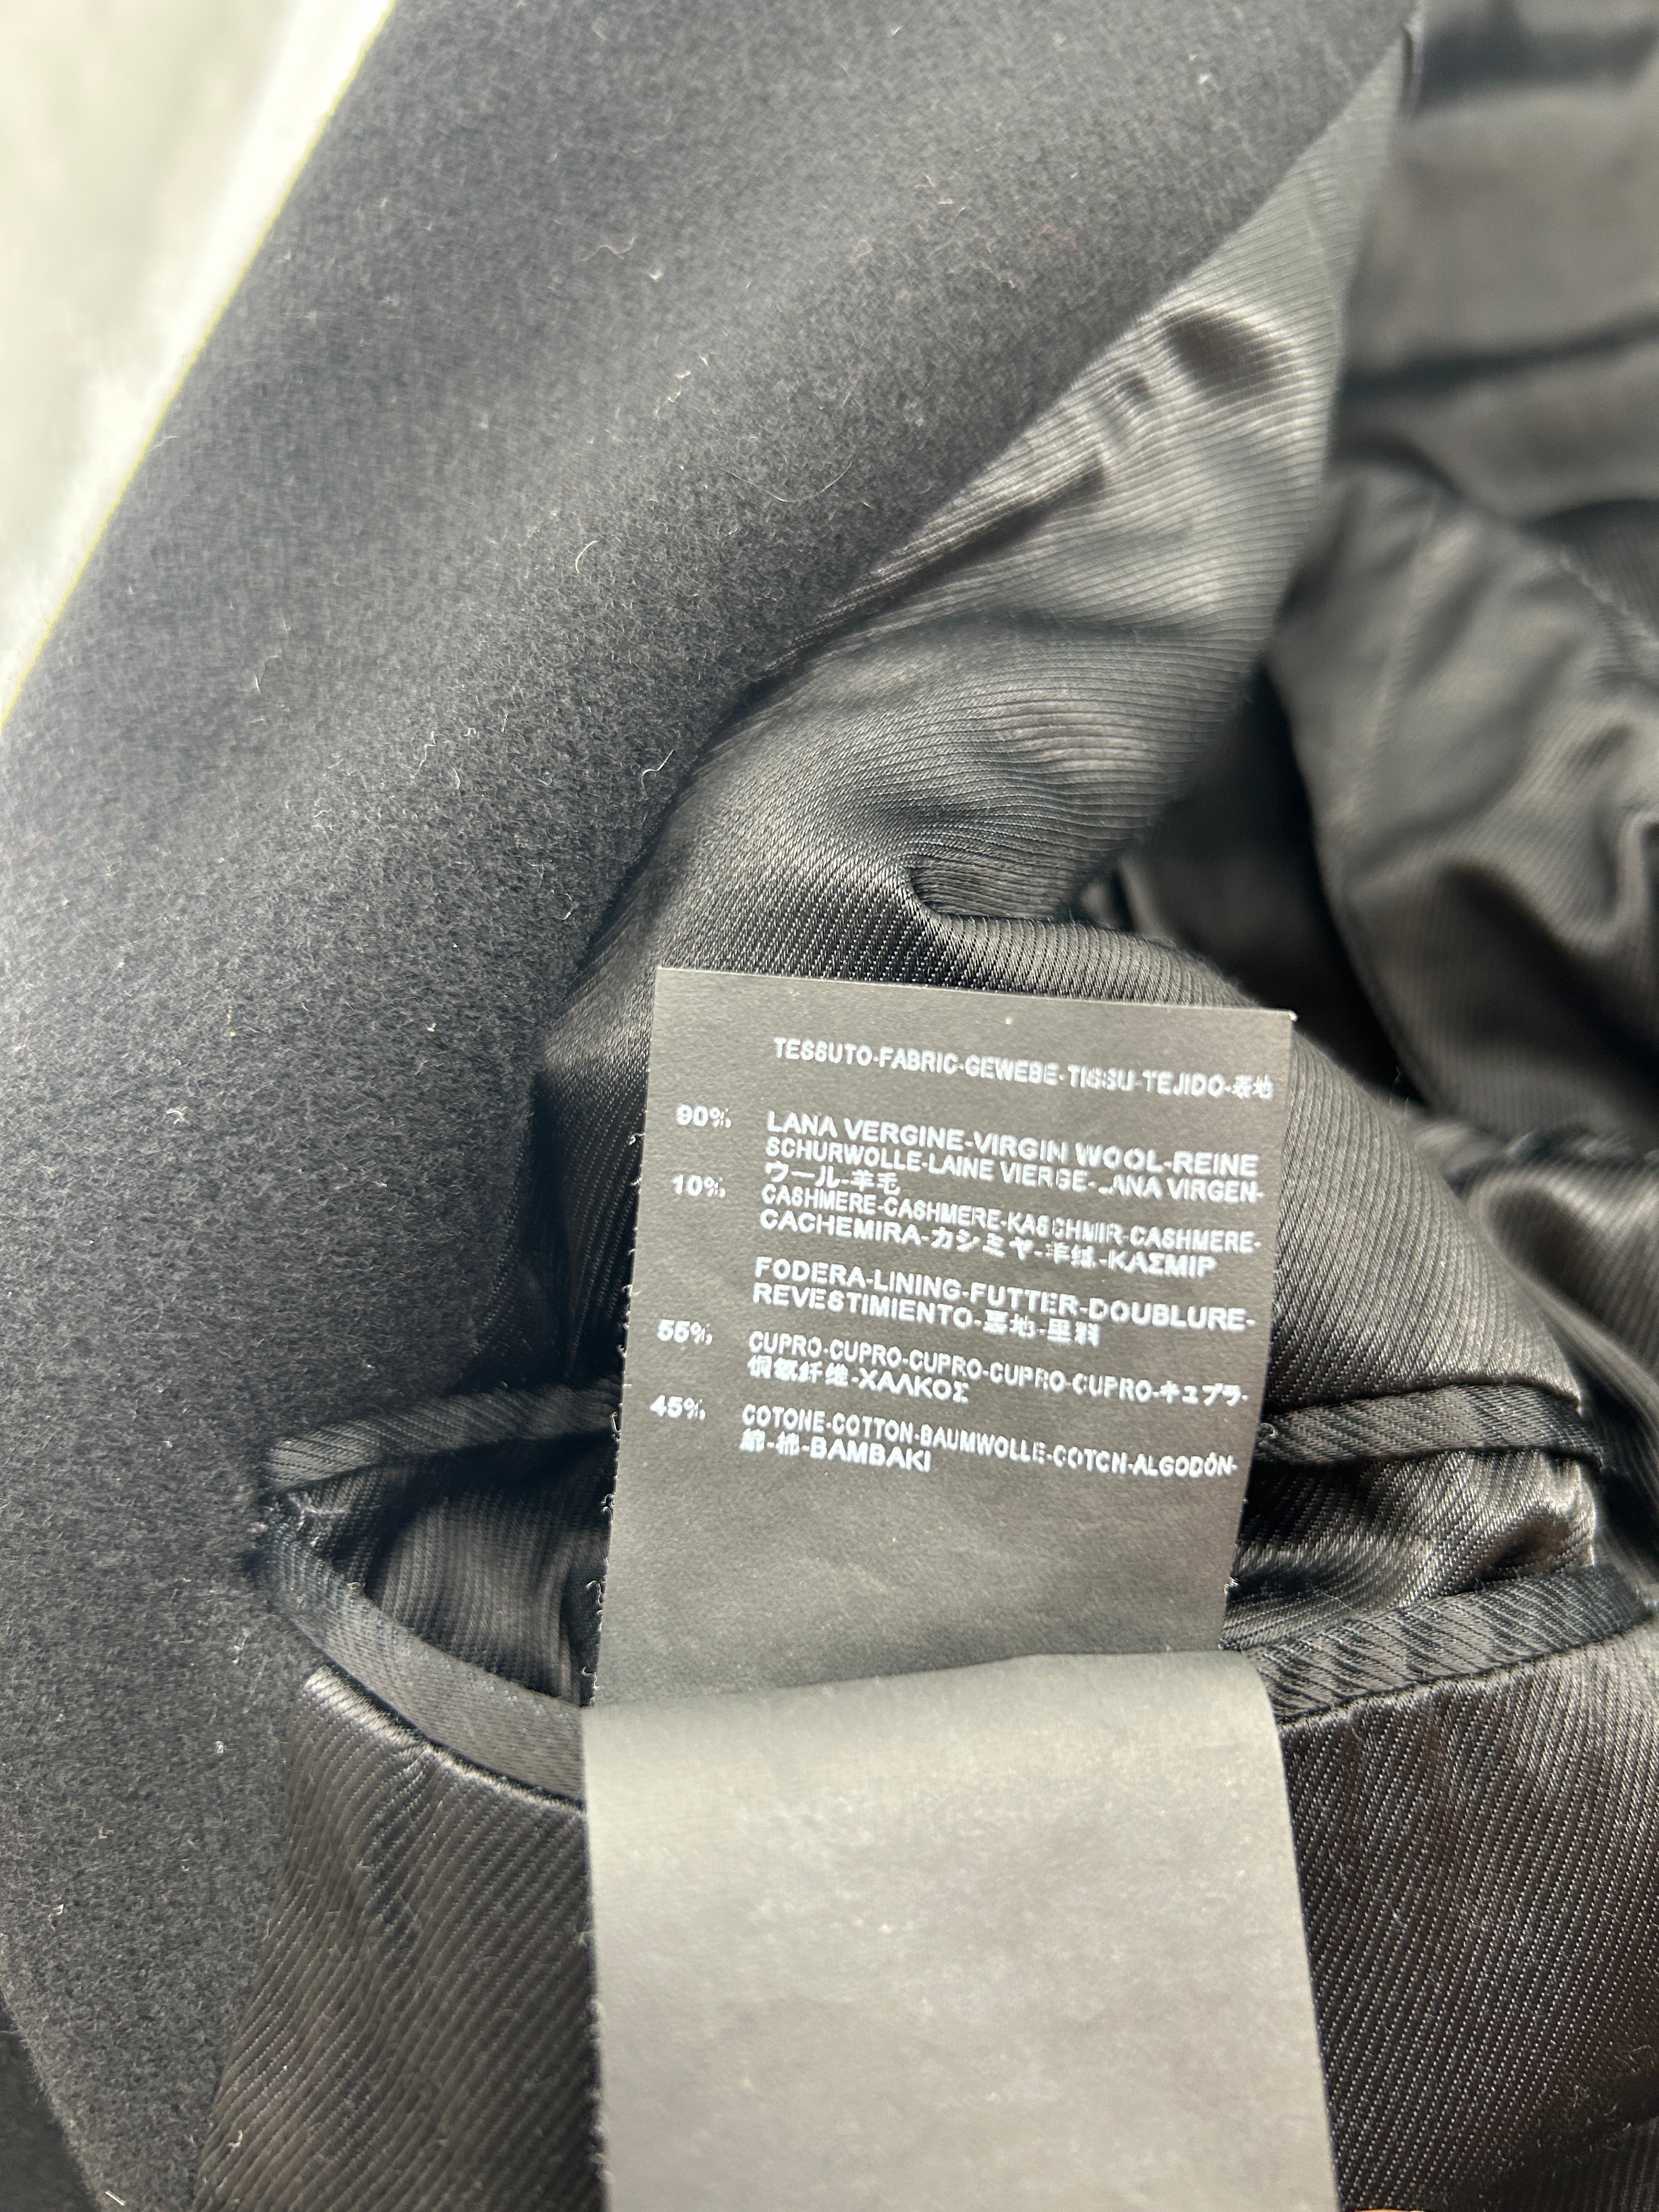 TESSUTO-FABRIC-GEWEBE-TISSU-TEJIDO-表地
90% LANA VERGINE-VIRGIN WOOL-REINE
SCHURWOLLE-LAINE VIERGE-LANA VIRGEN-
ウール-羊毛
10% CASHMERE-CASHMERE-KASCHMIR-CASHMERE-
CACHEMIRA-カシミヤ-羊绒-ΚΑΣΜΙΡ
FODERA-LINING-FUTTER-DOUBLURE-
REVESTIMIENTO-裏地-里料
55% CUPRO-CUPRO-CUPRO-CUPRO-CUPRO-キュプラ-
铜氨纤维-ΧΑΛΚΟΣ
45% COTONE-COTTON-BAUMWOLLE-COTON-ALGODÓN-
綿-棉-BAMBAKI